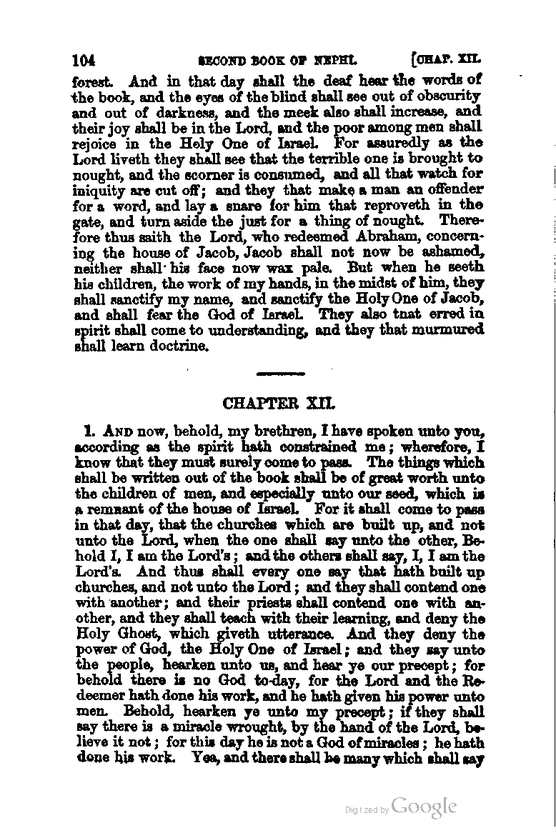 104 SECOND BOOK OF NEPHI. [CHAP. XII.
forest. And in that day shall the deaf hear the words of
the book, and the eyes of the blind shall see out of obscurity
and out of darkness, and the meek also shall increase, and
their joy shall be in the Lord, and the poor among men shall
rejoice in the Holy One of Israel. For assuredly as the
Lord liveth they shall see that the terrible one is brought to
nought, and the scorner is consumed, and all that watch for
iniquity are cut off; and they that make a man an offender
for a word, and lay a snare for him that reproveth in the
gate, and turn aside the just for a thing of nought. There-
fore thus saith the Lord, who redeemed Abraham, concern-
ing the house of Jacob, Jacob shall not now be ashamed,
neither shall his face now wax pale. But when he seeth
his children, the work of my hands, in the midst of him, they
shall sanctify my name, and sanctify the Holy One of Jacob,
and shall fear the God of Israel. They also tnat erred in
spirit shall come to understanding, and they that murmured
shall learn doctrine.
CHAPTER XII.
1. AND now, behold, my brethren, I have spoken unto you,
according as the spirit hath constrained me; wherefore, I
know that they must surely come to pass. The things which
shall be written out of the book shall be of great worth unto
the children of men, and especially unto our seed, which is
a remnant of the house of Israel. For it shall come to pass
in that day, that the churches which are built up, and not
unto the Lord, when the one shall say unto the other, Be-
hold I, I am the Lord's; and the others shall say, I, I am the
Lord's. And thus shall every one say that hath built up
churches, and not unto the Lord; and they shall contend one
with another; and their priests shall contend one with an-
other, and they shall teach with their learning, and deny the
Holy Ghost, which giveth utterance. And they deny the
power of God, the Holy One of Israel; and they say unto
the people, hearken unto us, and hear ye our precept; for
behold there is no God to-day, for the Lord and the Re-
deemer hath done his work, and he hath given his power unto
men. Behold, hearken ye unto my precept; if they shall
say there is a miracle wrought, by the hand of the Lord, be-
lieve it not; for this day he is not a God of miracles; he hath
done his work. Yea, and there shall be many which shall say
Digitized by Google